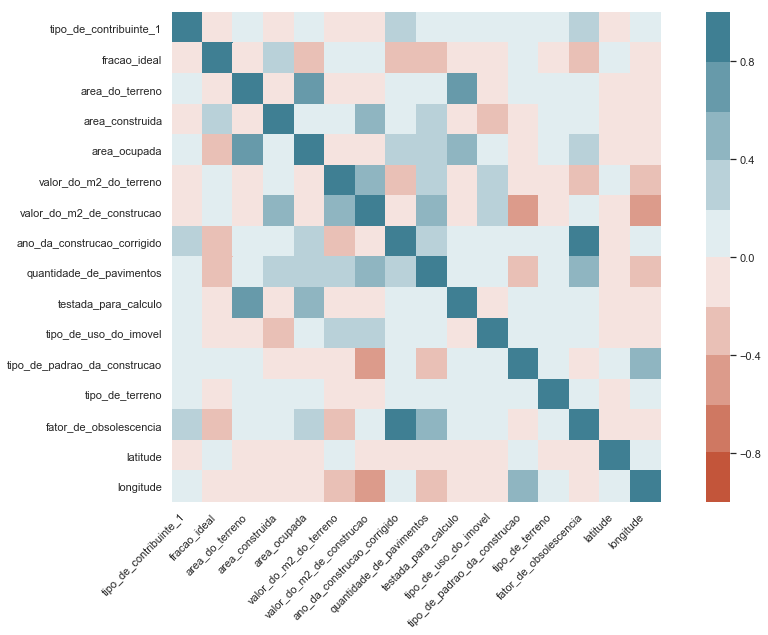 tipo_de_contribuinte_1
fracao_ideal
area_do_terreno
area_construida
area_ocupada
valor_do_m2_do_terreno
valor_do_m2_de_construcao
ano_da_construcao_corrigido
quantidade_de_pavimentos
testada_para_calculo
tipo_de_uso_do_imovel
tipo_de_padrao_da_construcao
tipo_de_terreno
fator_de_obsolescencia
latitude
longitude
tipo_de_contribuinte_1
fracao_ideal
area_do_terreno
area_construida
area_ocupada
valor_do_m2_do_terreno
valor_do_m2_de_construcao
ano_da_construcao_corrigido
quantidade_de_pavimentos
testada_para_calculo
tipo_de_uso_do_imovel
tipo_de_padrao_da_construcao
tipo_de_terreno
fator_de_obsolescencia
latitude
longitude
0.8
0.4
0.0
−0.4
−0.8